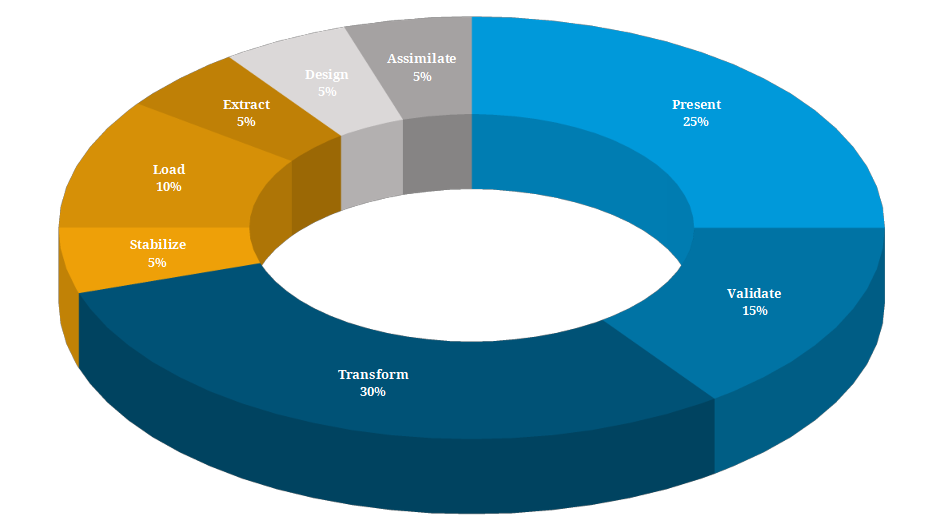 Assimilate
5%
Design
5%
Present
25%
Extract
5%
Load
10%
Stabilize
5%
Validate
15%
Transform
30%